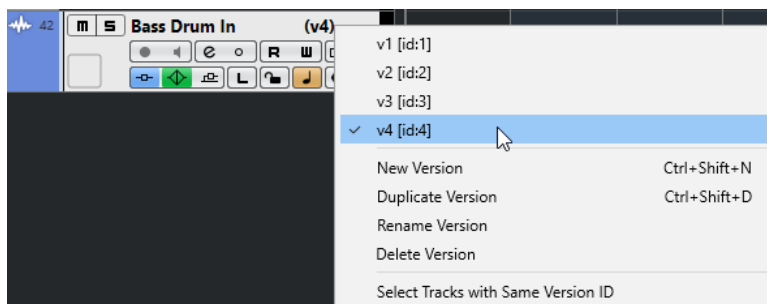 42 m S Bass Drum In (v4)
e R W
L
v1 [id:1]
v2 [id:2]
v3 [id:3]
v4 [id:4]
New Version Ctrl+Shift+N
Duplicate Version Ctrl+Shift+D
Rename Version
Delete Version
Select Tracks with Same Version ID